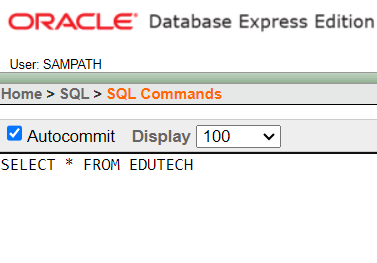 ORACLE® Database Express Edition
User: SAMPATH
Home > SQL > SQL Commands
Autocommit Display 100
SELECT * FROM EDUTECH